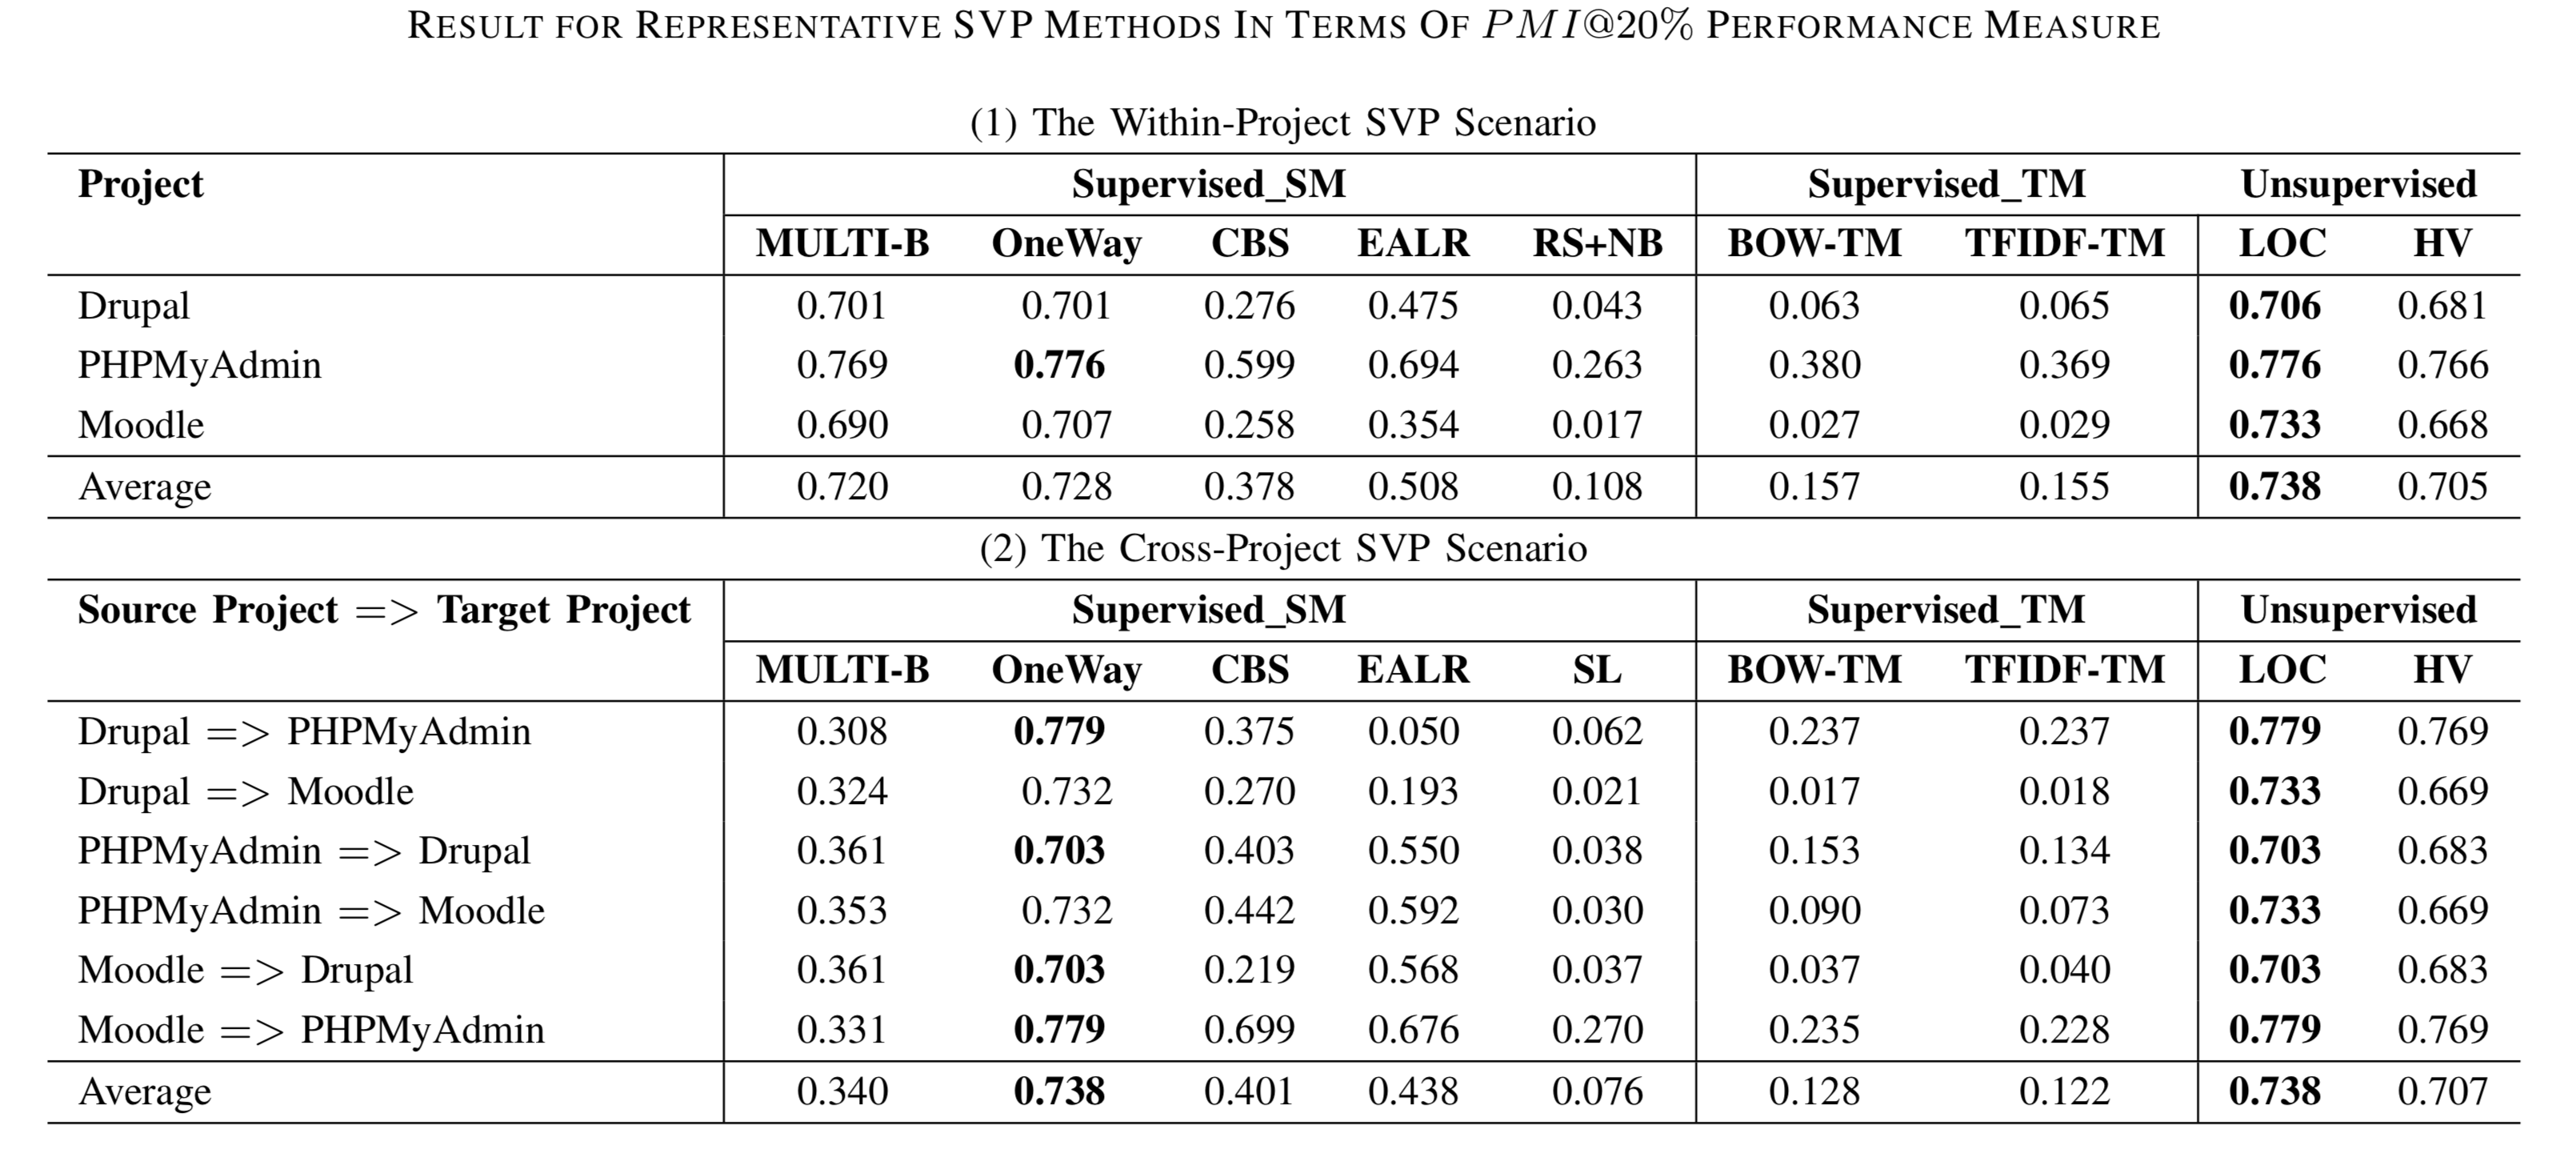 RESULT FOR REPRESENTATIVE SVP METHODS IN TERMS OF PMI@20% PERFORMANCE MEASURE
(1) The Within-Project SVP Scenario
Project Supervised_SM Supervised_TM Unsupervised
MULTI-B OneWay CBS EALR RS+NB BOW-TM TFIDF-TM LOC HV
Drupal 0.701 0.701 0.276 0.475 0.043 0.063 0.065 0.706 0.681
PHPMyAdmin 0.769 0.776 0.599 0.694 0.263 0.380 0.369 0.776 0.766
Moodle 0.690 0.707 0.258 0.354 0.017 0.027 0.029 0.733 0.668
Average 0.720 0.728 0.378 0.508 0.108 0.157 0.155 0.738 0.705
(2) The Cross-Project SVP Scenario
Source Project => Target Project Supervised_SM Supervised_TM Unsupervised
MULTI-B OneWay CBS EALR SL BOW-TM TFIDF-TM LOC HV
Drupal => PHPMyAdmin 0.308 0.779 0.375 0.050 0.062 0.237 0.237 0.779 0.769
Drupal => Moodle 0.324 0.732 0.270 0.193 0.021 0.017 0.018 0.733 0.669
PHPMyAdmin => Drupal 0.361 0.703 0.403 0.550 0.038 0.153 0.134 0.703 0.683
PHPMyAdmin => Moodle 0.353 0.732 0.442 0.592 0.030 0.090 0.073 0.733 0.669
Moodle => Drupal 0.361 0.703 0.219 0.568 0.037 0.037 0.040 0.703 0.683
Moodle => PHPMyAdmin 0.331 0.779 0.699 0.676 0.270 0.235 0.228 0.779 0.769
Average 0.340 0.738 0.401 0.438 0.076 0.128 0.122 0.738 0.707